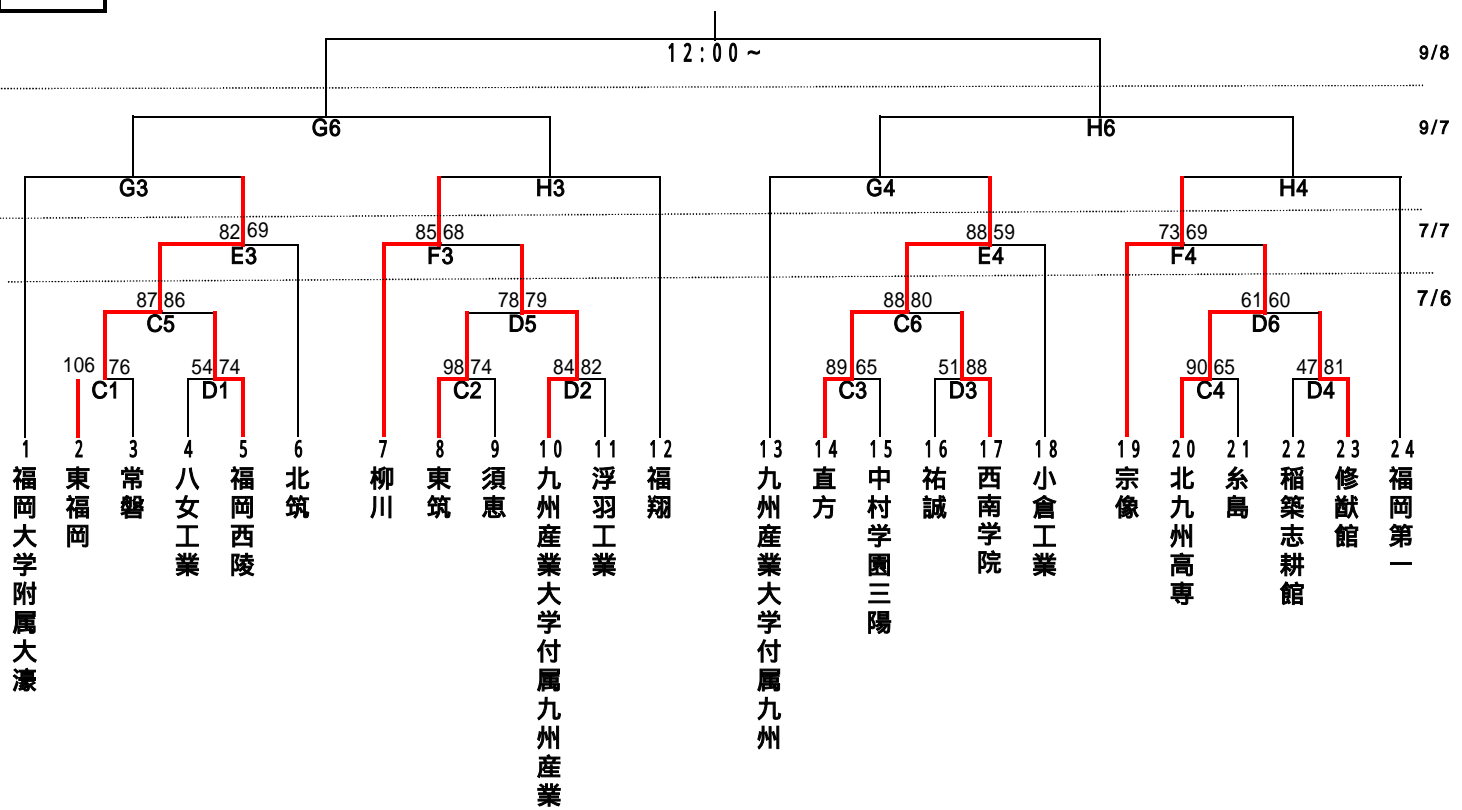 12:00～
9/8
G6
H6
9/7
G3
H3
G4
H4
82 69
85 68
88 59
73 69
7/7
E3
F3
E4
F4
87 86
78 79
88 80
61 60
7/6
C5
D5
C6
D6
106 76
54 74
98 74
84 82
89 65
51 88
90 65
47 81
C1
D1
C2
D2
C3
D3
C4
D4
1 福岡大学附属大濠
2 東福岡
3 常磐
4 八女工業
5 福岡西陵
6 北筑
7 柳川
8 東筑
9 須恵
10 九州産業大学付属九州産業
11 浮羽工業
12 福翔
13 九州産業大学付属九州
14 直方
15 中村学園三陽
16 祐誠
17 西南学院
18 小倉工業
19 宗像
20 北九州高専
21 糸島
22 稲築志耕館
23 修猷館
24 福岡第一